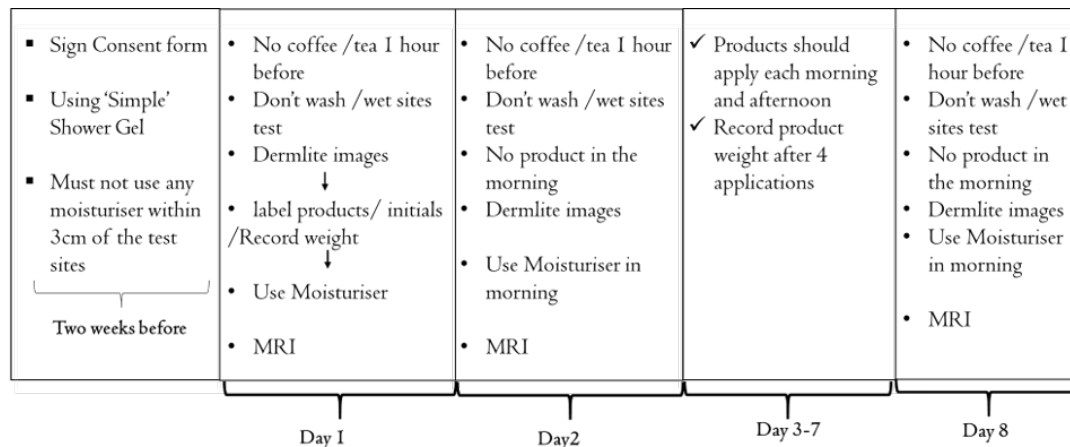 Sign Consent form
Using ‘Simple’
Shower Gel
Must not use any
moisturiser within
3cm of the test
sites
Two weeks before
No coffee /tea 1 hour
before
Don't wash /wet sites
test
Dermlite images
label products/ initials
/Record weight
Use Moisturiser
MRI
Day 1
No coffee /tea 1 hour
before
Don't wash /wet sites
test
No product in the
morning
Dermlite images
Use Moisturiser in
morning
MRI
Day2
Products should
apply each morning
and afternoon
Record product
weight after 4
applications
Day 3-7
No coffee /tea 1
hour before
Don't wash /wet
sites test
No product in
the morning
Dermlite images
Use Moisturiser
in morning
MRI
Day 8